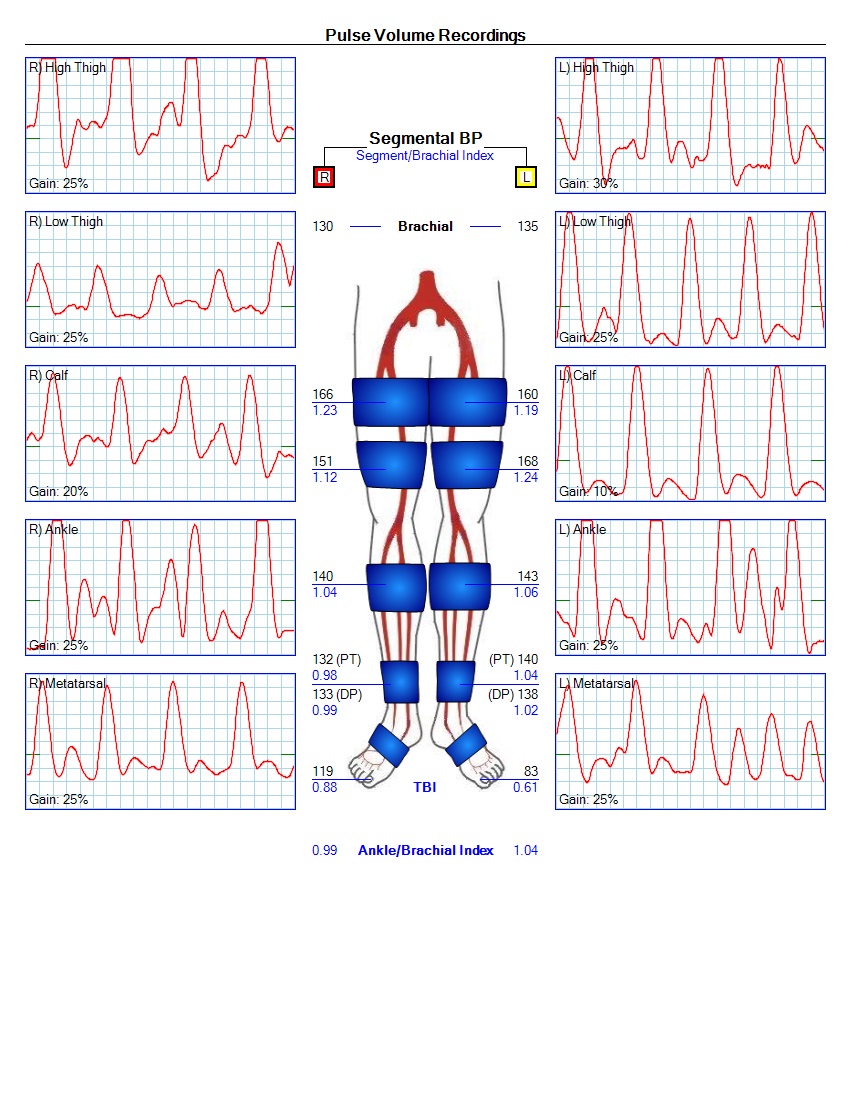 Pulse Volume Recordings
R) High Thigh
Gain: 25%
R) Low Thigh
Gain: 25%
R) Calf
Gain: 20%
R) Ankle
Gain: 25%
R) Metatarsal
Gain: 25%
Segmental BP
Segment/Brachial Index
R L
130 Brachial 135
166 160
1.23 1.19
151 168
1.12 1.24
140 143
1.04 1.06
132 (PT) (PT) 140
0.98 1.04
133 (DP) (DP) 138
0.99 1.02
119 83
0.88 TBI 0.61
0.99 Ankle/Brachial Index 1.04
L) High Thigh
Gain: 30%
L) Low Thigh
Gain: 25%
L) Calf
Gain: 10%
L) Ankle
Gain: 25%
L) Metatarsal
Gain: 25%